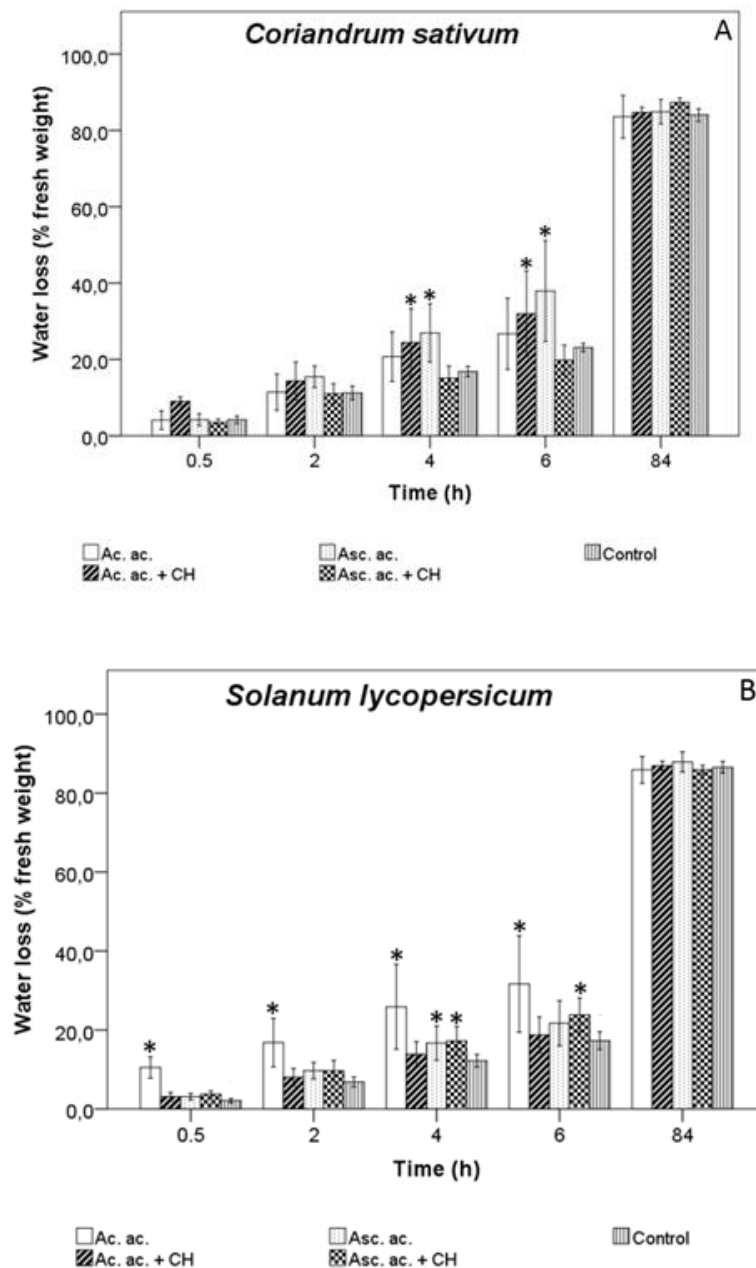 Coriandrum sativum
A
Water loss (% fresh weight)
100,0
80,0
60,0
40,0
20,0
0,0
* * * *
0.5 2 4 6 84
Time (h)
Ac. ac. Asc. ac. Control
Ac. ac. + CH Asc. ac. + CH
Solanum lycopersicum
B
Water loss (% fresh weight)
100,0
80,0
60,0
40,0
20,0
0,0
* * * * * * *
0.5 2 4 6 84
Time (h)
Ac. ac. Asc. ac. Control
Ac. ac. + CH Asc. ac. + CH